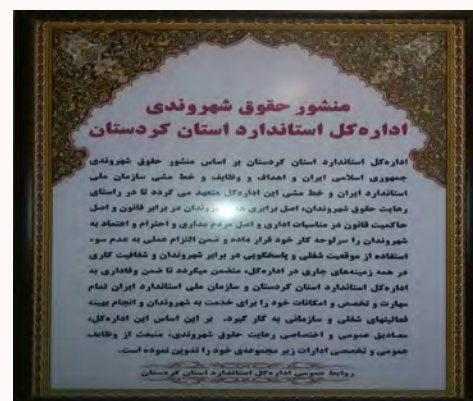 منشور حقوق شهروندی
اداره‌کل استاندارد استان کردستان
اداره‌کل استاندارد استان کردستان بر اساس منشور حقوق شهروندی
جمهوری اسلامی ایران و اهداف و وظایف و خط مشی سازمان ملی
استاندارد ایران و خط مشی این اداره‌کل متعهد می گردد تا در راستای
رعایت حقوق شهروندان، اصل برابری همه شهروندان در برابر قانون و اصل
حاکمیت قانون در مناسبات اداری و اصل مردم مداری و احترام و اعتماد به
شهروندان را سرلوحه کار خود قرار داده و ضمن التزام عملی به عدم سوء
استفاده از موقعیت شغلی و پاسخگویی در برابر شهروندان و شفافیت کاری
در همه زمینه‌های جاری در اداره‌کل، متضمن میگردد تا ضمن وفاداری به
اداره‌کل استاندارد استان کردستان و سازمان ملی استاندارد ایران تمام
مهارت و تخصص و امکانات خود را برای خدمت به شهروندان و انجام بهینه
فعالیتهای شغلی و سازمانی به کار گیرد. بر این اساس این اداره‌کل،
مصادیق عمومی و اختصاصی رعایت حقوق شهروندی، منبعث از وظایف
عمومی و تخصصی ادارات زیر مجموعه‌ی خود را تدوین نموده است.
روابط عمومی اداره‌کل استاندارد استان کردستان